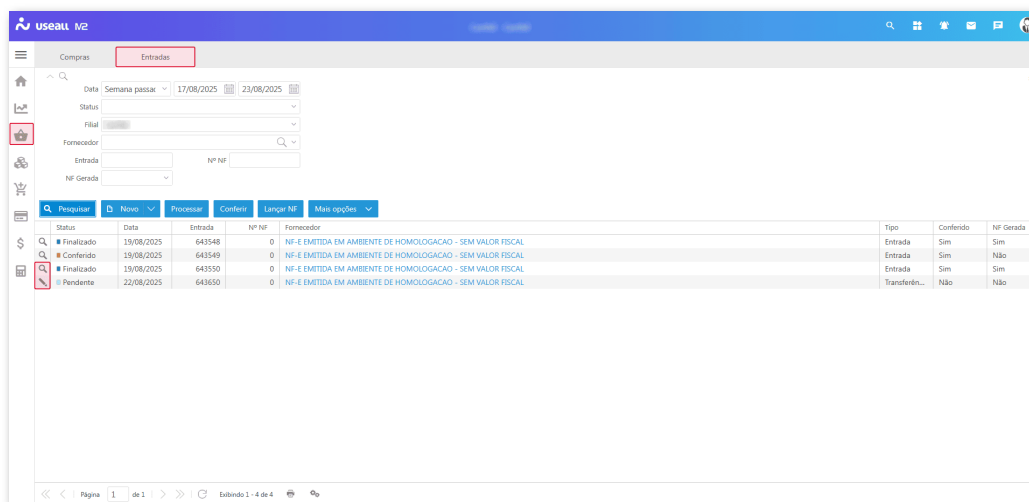 useall M2
Compras Entradas
Data Semana passac 17/08/2025 23/08/2025
Status
Filial
Fornecedor
Entrada Nº NF
NF Gerada
Pesquisar Novo Processar Conferir Lançar NF Mais opções
Status Data Entrada Nº NF Fornecedor Tipo Conferido NF Gerada
Finalizado 19/08/2025 643548 0 NF-E EMITIDA EM AMBIENTE DE HOMOLOGACAO - SEM VALOR FISCAL Entrada Sim Sim
Conferido 19/08/2025 643549 0 NF-E EMITIDA EM AMBIENTE DE HOMOLOGACAO - SEM VALOR FISCAL Entrada Sim Não
Finalizado 19/08/2025 643550 0 NF-E EMITIDA EM AMBIENTE DE HOMOLOGACAO - SEM VALOR FISCAL Entrada Sim Sim
Pendente 22/08/2025 643650 0 NF-E EMITIDA EM AMBIENTE DE HOMOLOGACAO - SEM VALOR FISCAL Transferên... Não Não
Página 1 de 1 Exibindo 1 - 4 de 4